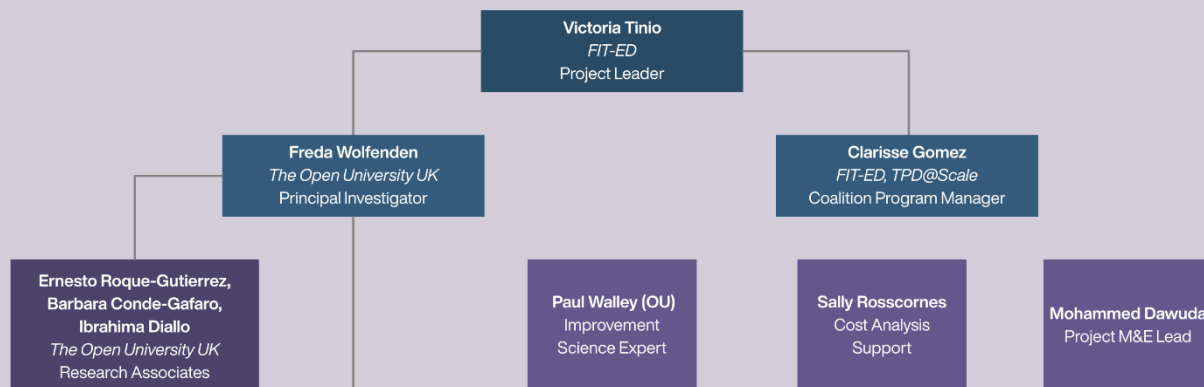 Victoria Tinio
FIT-ED
Project Leader
Freda Wolfenden
The Open University UK
Principal Investigator
Clarisse Gomez
FIT-ED, TPD@Scale
Coalition Program Manager
Ernesto Roque-Gutierrez,
Barbara Conde-Gafaro,
Ibrahima Diallo
The Open University UK
Research Associates
Paul Walley (OU)
Improvement
Science Expert
Sally Rosscornes
Cost Analysis
Support
Mohammed Dawuda
Project M&E Lead